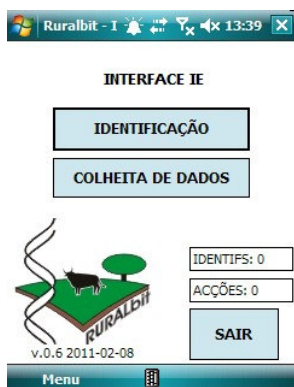 Ruralbit - I 13:39
INTERFACE IE
IDENTIFICAÇÃO
COLHEITA DE DADOS
RURALbit
IDENTIFS: 0
ACÇÕES: 0
SAIR
v.0.6 2011-02-08
Menu